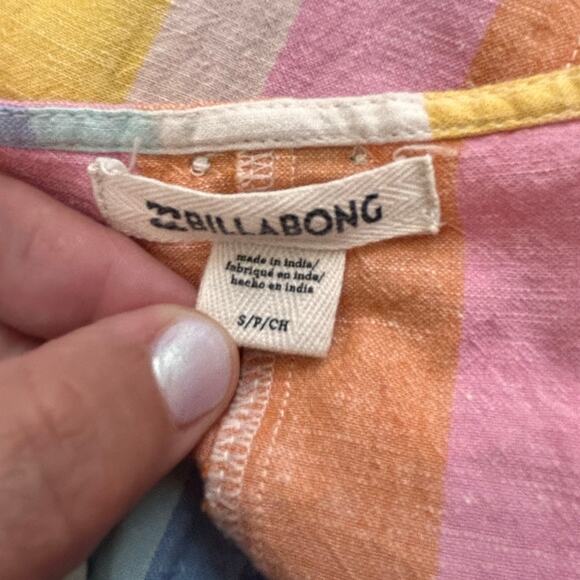 BILLABONG
made in india/
fabriqué en inde/
hecho en india
S/P/CH